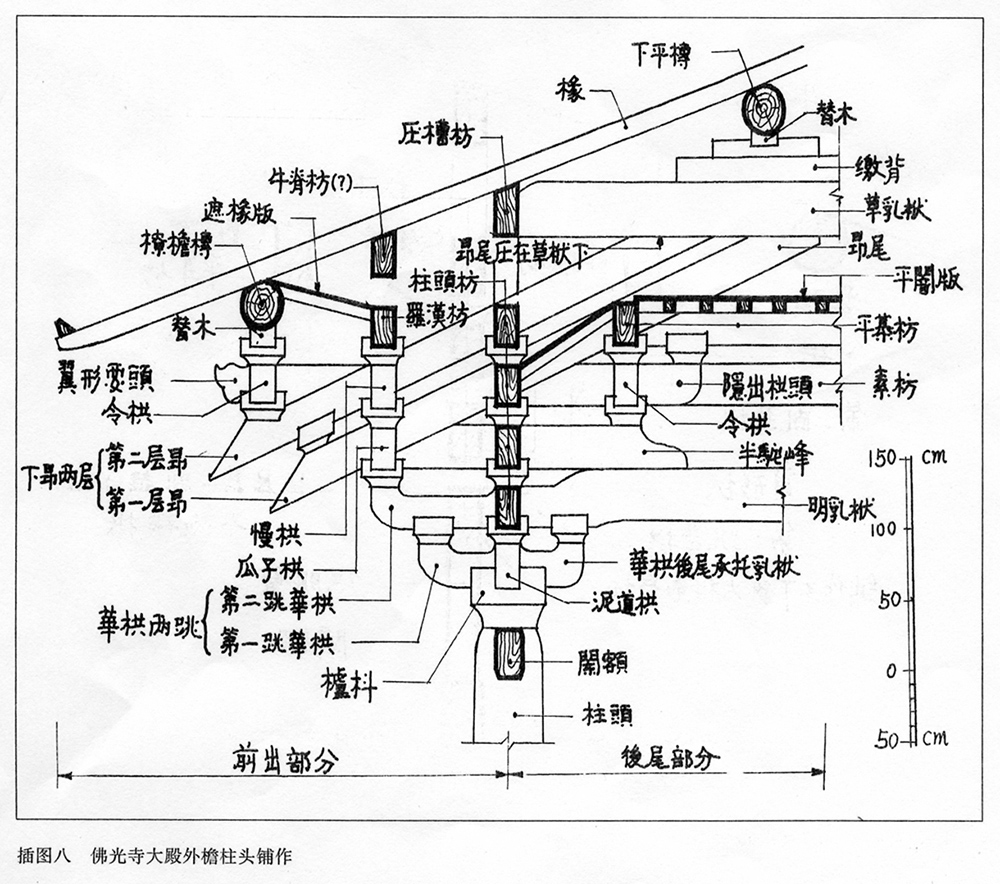 下平榑
椽
替木
压槽枋
缴背
牛脊枋(?)
草乳栿
遮椽版
橑檐榑
昂尾压在草栿下
昂尾
柱頭枋
平闇版
羅漢枋
替木
平棊枋
翼形耍頭
隱出栱頭
素枋
令栱
令栱
下昂两层
第二层昂
第一层昂
半駝峰
150 cm
明乳栿
慢栱
100
瓜子栱
華栱後尾承托乳栿
華栱两跳
第二跳華栱
第一跳華栱
泥道栱
50
闌額
0
櫨枓
柱頭
50 cm
前出部分
後尾部分
插图八 佛光寺大殿外檐柱头铺作